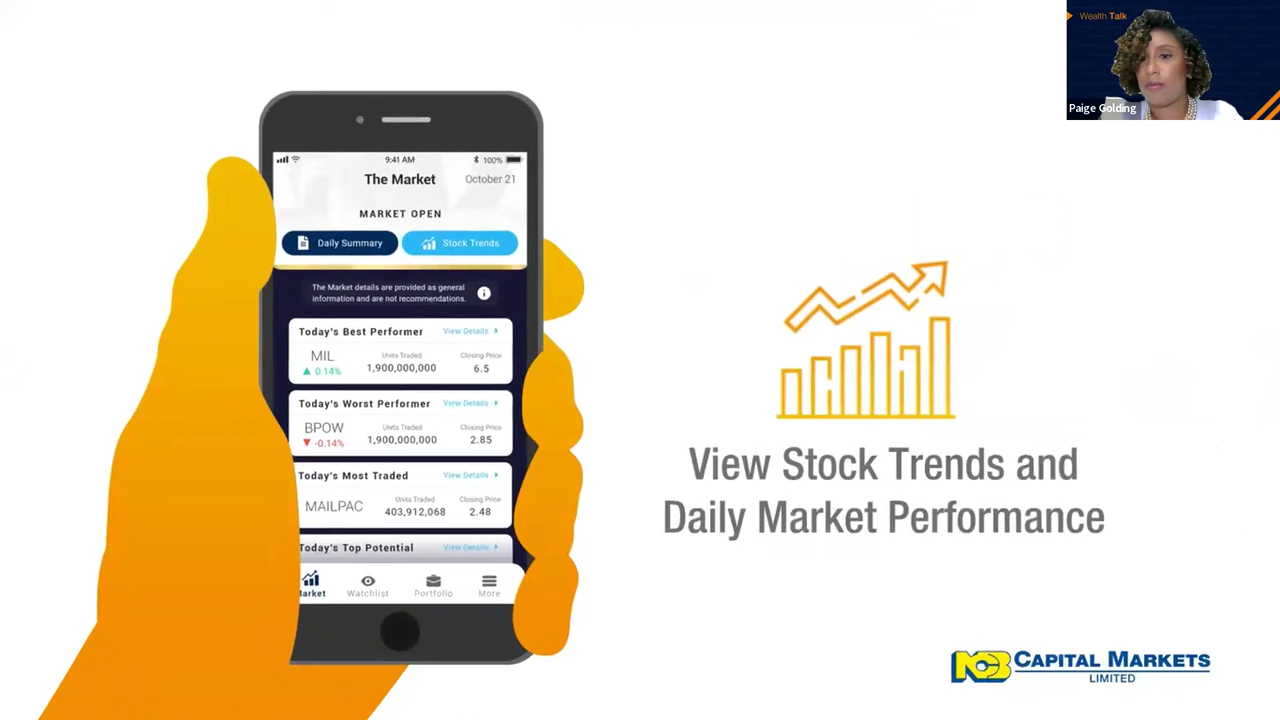 Wealth Talk
Paige Golding
9:41 AM
100%
The Market
October 21
MARKET OPEN
Daily Summary
Stock Trends
The Market details are provided as general
information and are not recommendations.
i
Today's Best Performer
View Details
MIL
Units Traded
Closing Price
0.14%
1,900,000,000
6.5
Today's Worst Performer
View Details
BPOW
Units Traded
Closing Price
-0.14%
1,900,000,000
2.85
Today's Most Traded
View Details
MAILPAC
Units Traded
Closing Price
403,912,068
2.48
Today's Top Potential
View Details
Market
Watchlist
Portfolio
More
View Stock Trends and
Daily Market Performance
NCB CAPITAL MARKETS
LIMITED